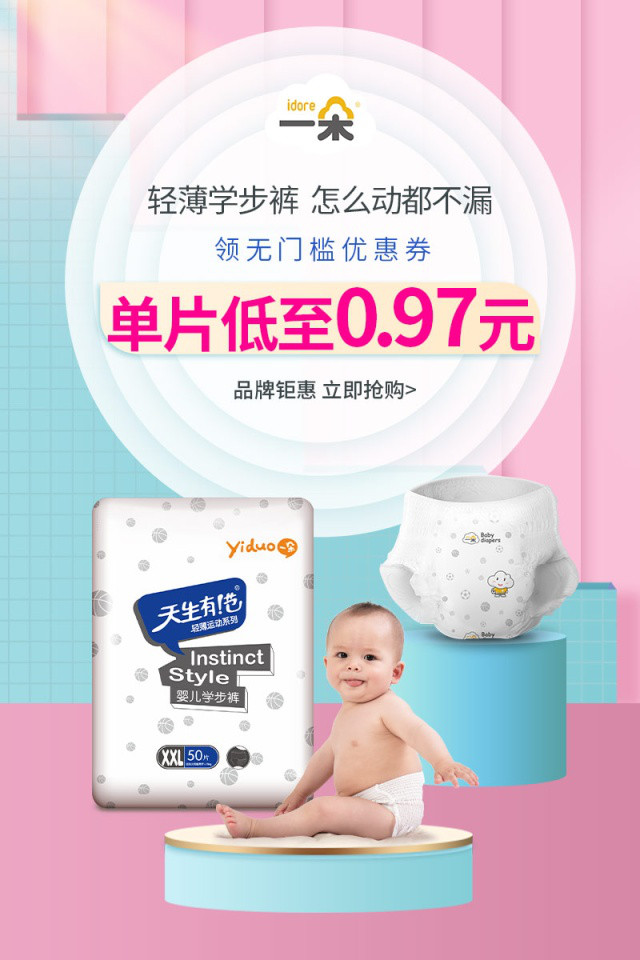 idore
一朵
轻薄学步裤 怎么动都不漏
领无门槛优惠券
单片低至0.97元
品牌钜惠 立即抢购>
yiduo
天生有!范
轻薄运动系列
Instinct
Style
婴儿学步裤
XXL 50片
一朵 Baby
diapers
Baby